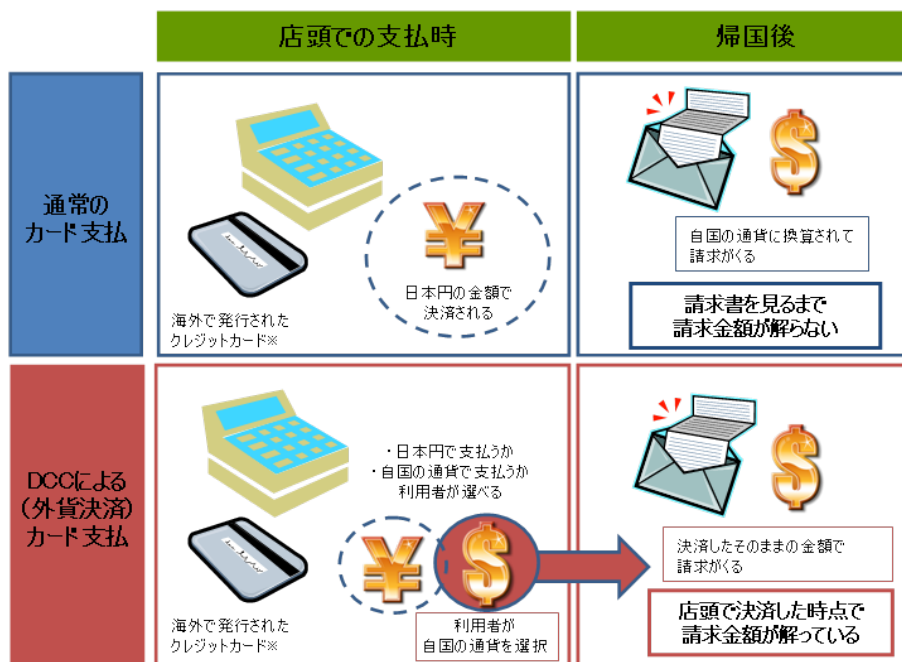 店頭での支払時
帰国後
通常の
カード支払
海外で発行された
クレジットカード※
日本円の金額で
決済される
自国の通貨に換算されて
請求がくる
請求書を見るまで
請求金額が解らない
DCCによる
(外貨決済)
カード支払
・日本円で支払うか
・自国の通貨で支払うか
利用者が選べる
海外で発行された
クレジットカード※
利用者が
自国の通貨を選択
決済したそのままの金額で
請求がくる
店頭で決済した時点で
請求金額が解っている